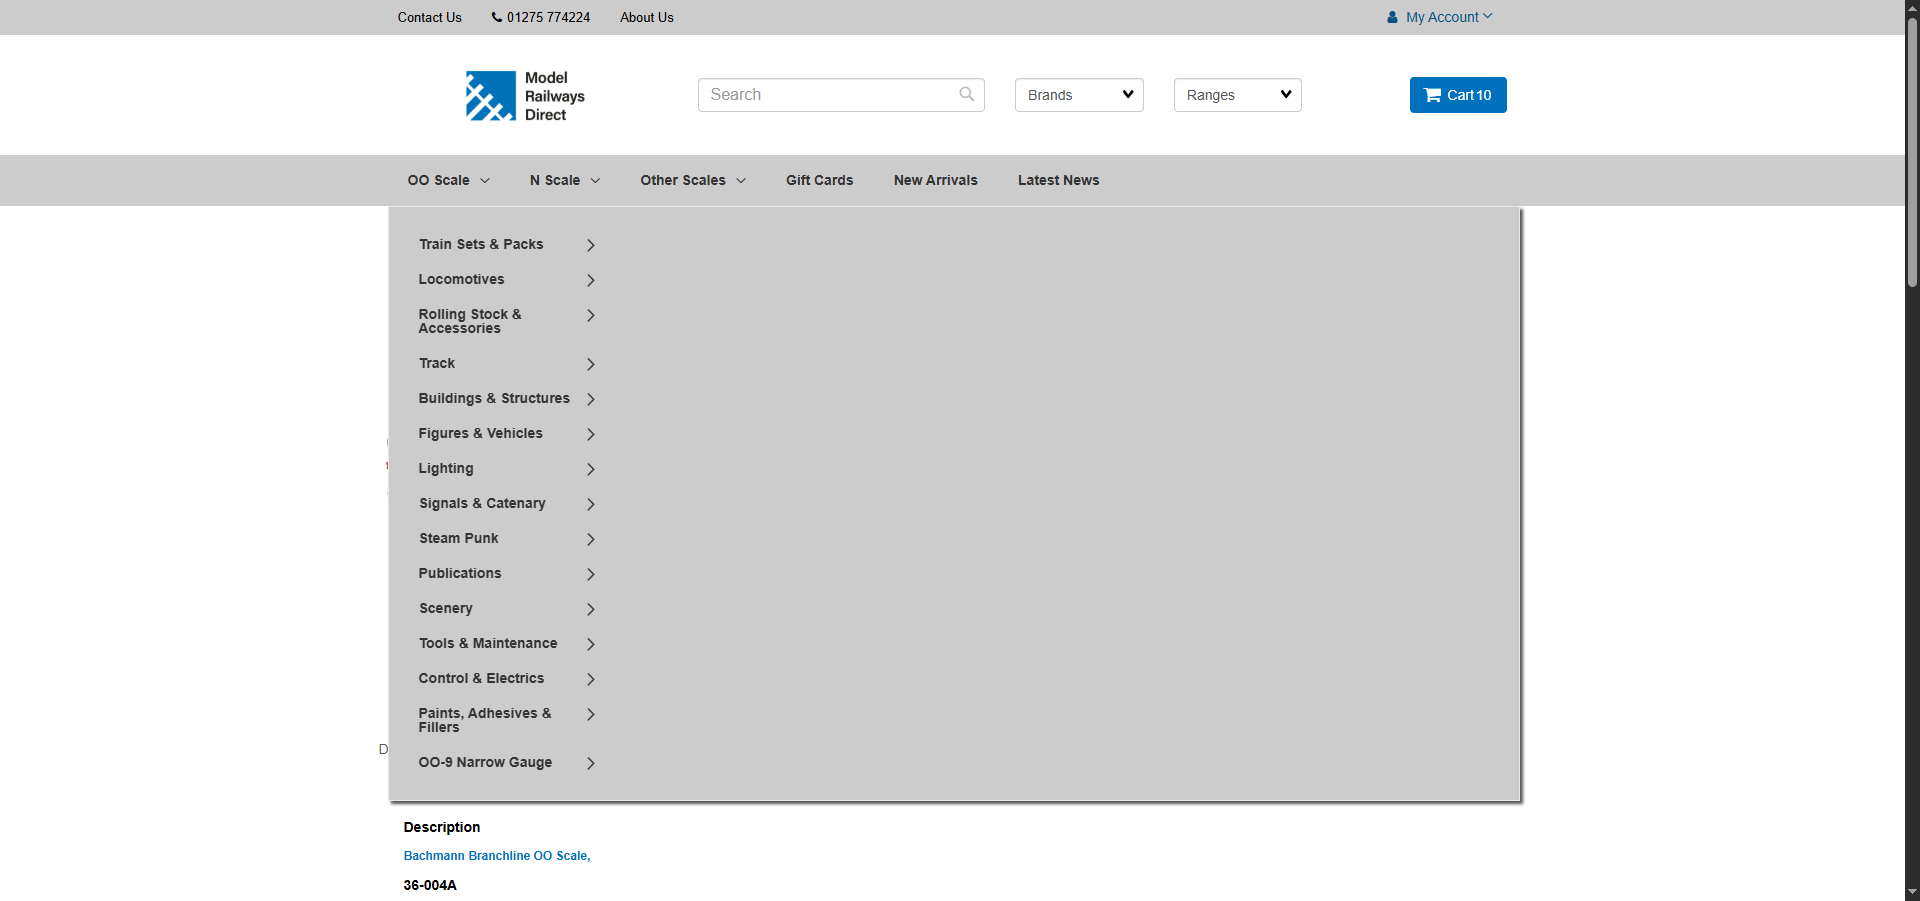 Contact Us
01275 774224
About Us
My Account
Model
Railways
Direct
Search
Brands
Ranges
Cart 10
OO Scale
N Scale
Other Scales
Gift Cards
New Arrivals
Latest News
Train Sets & Packs
Locomotives
Rolling Stock &
Accessories
Track
Buildings & Structures
Figures & Vehicles
Lighting
Signals & Catenary
Steam Punk
Publications
Scenery
Tools & Maintenance
Control & Electrics
Paints, Adhesives &
Fillers
D
OO-9 Narrow Gauge
Description
Bachmann Branchline OO Scale,
36-004A